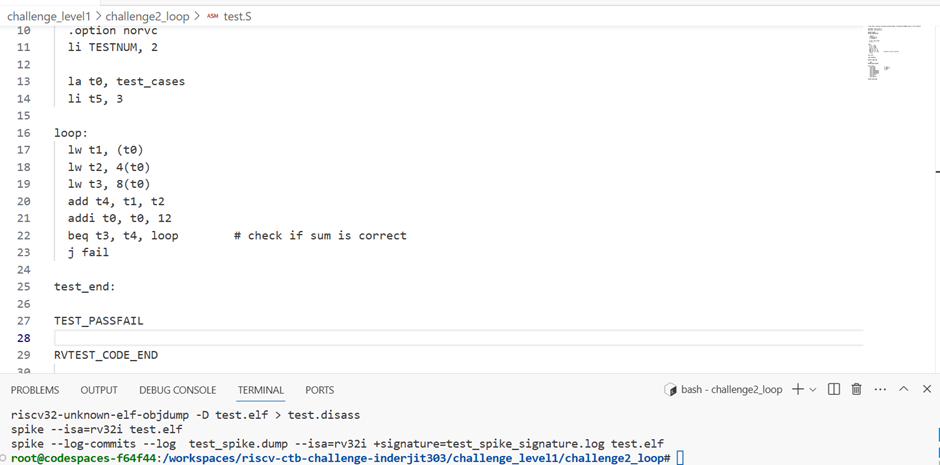 challenge_level1 > challenge2_loop > ASM test.S
10 .option norvc
11 li TESTNUM, 2
12
13 la t0, test_cases
14 li t5, 3
15
16 loop:
17 lw t1, (t0)
18 lw t2, 4(t0)
19 lw t3, 8(t0)
20 add t4, t1, t2
21 addi t0, t0, 12
22 beq t3, t4, loop # check if sum is correct
23 j fail
24
25 test_end:
26
27 TEST_PASSFAIL
28
29 RVTEST_CODE_END
30
PROBLEMS OUTPUT DEBUG CONSOLE TERMINAL PORTS bash - challenge2_loop
riscv32-unknown-elf-objdump -D test.elf > test.disass
spike --isa=rv32i test.elf
spike --log-commits --log test_spike.dump --isa=rv32i +signature=test_spike_signature.log test.elf
root@codespaces-f64f44:/workspaces/riscv-ctb-challenge-inderjit303/challenge_level1/challenge2_loop#